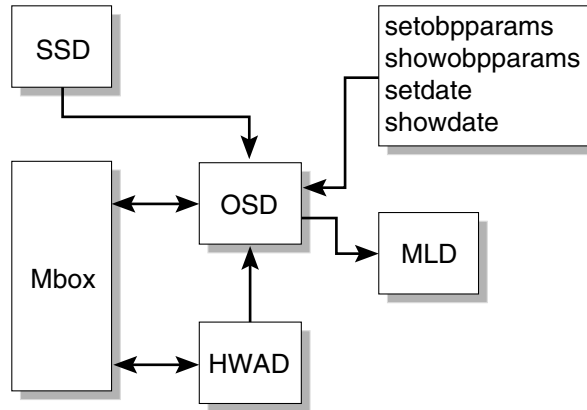 SSD
setobpparams
showobpparams
setdate
showdate
OSD
Mbox
MLD
HWAD